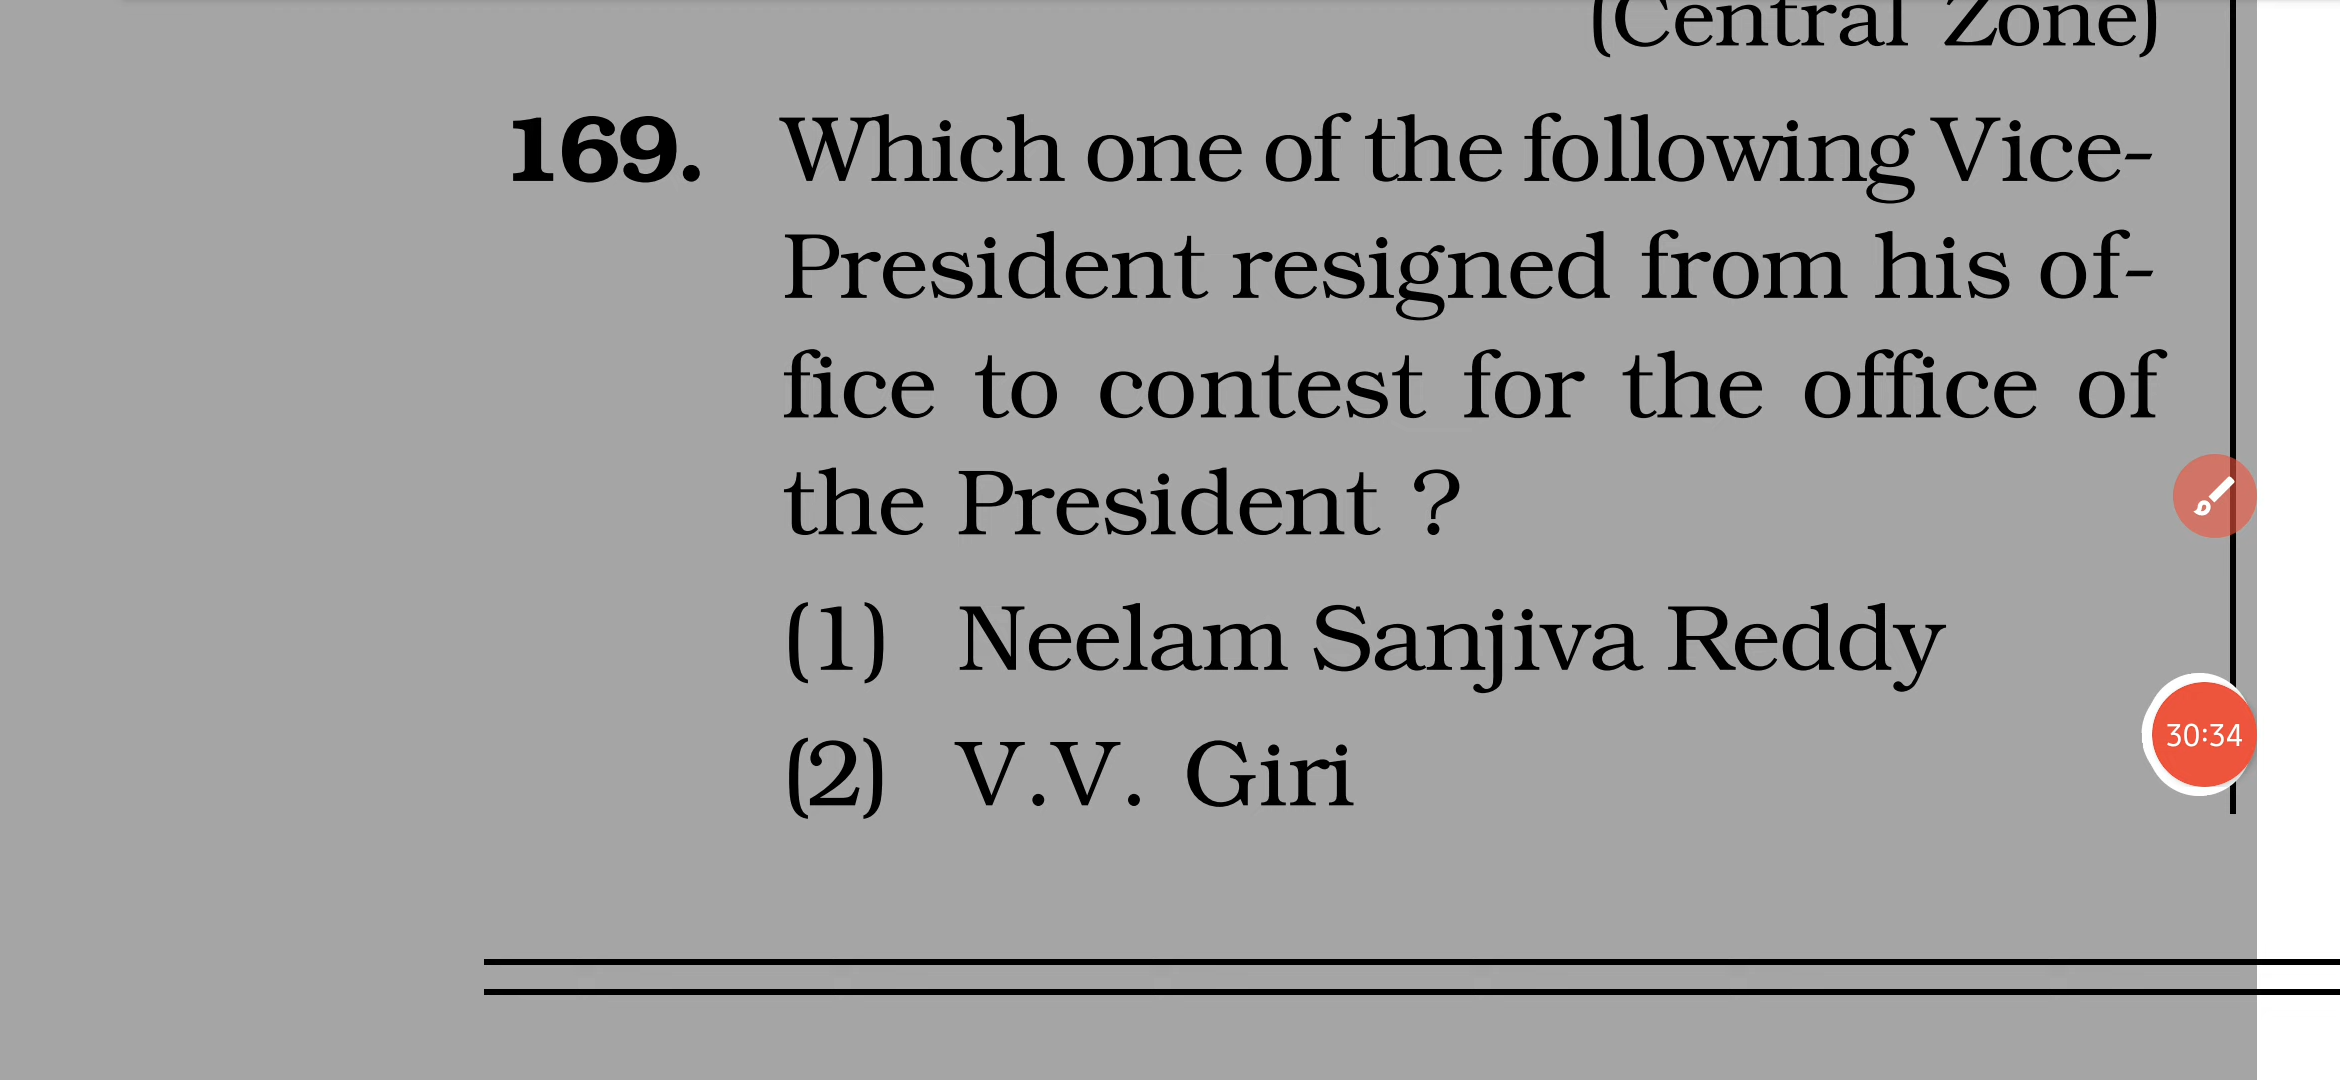 (Central Zone)
169. Which one of the following Vice-
President resigned from his of-
fice to contest for the office of
the President ?
(1) Neelam Sanjiva Reddy
(2) V.V. Giri
30:34